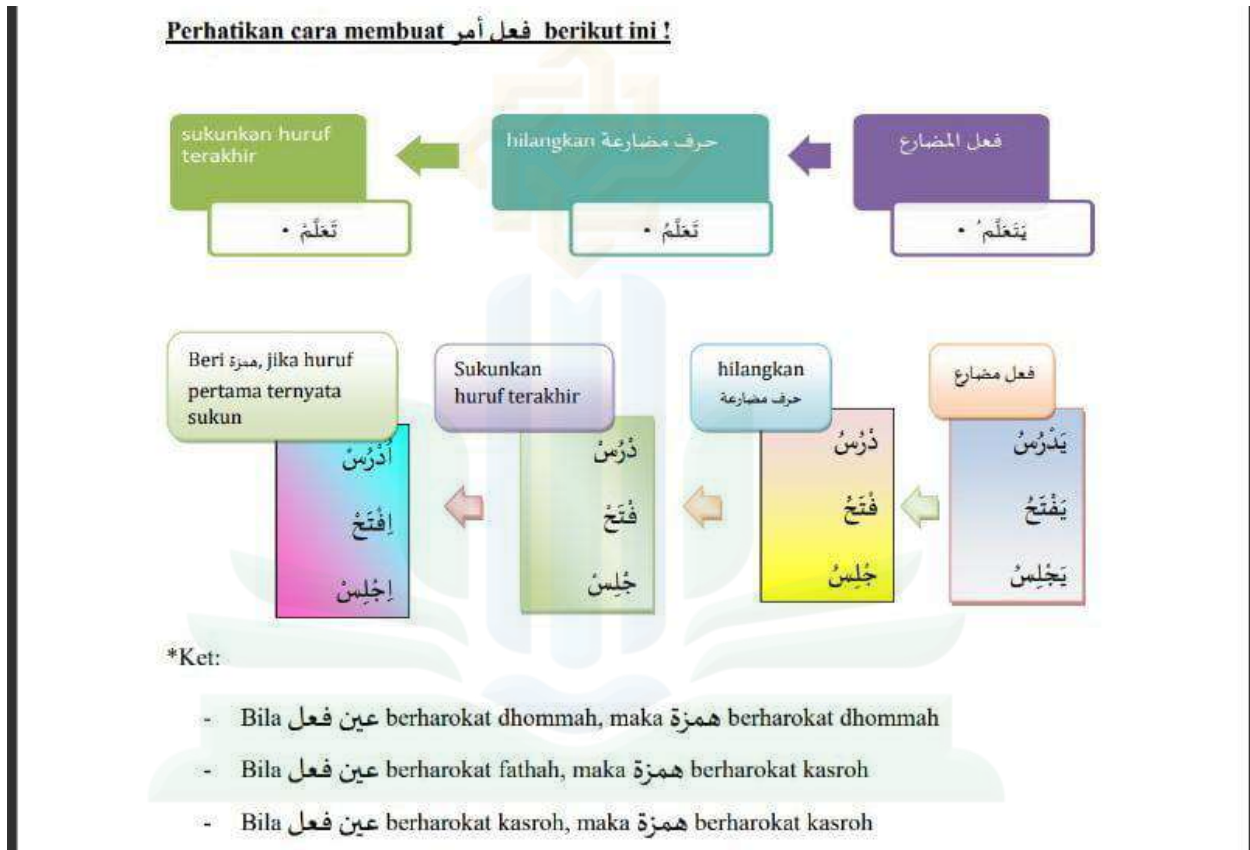 Perhatikan cara membuat فعل أمر berikut ini !
فعل المضارع
يَتَعَلَّم ُ •
hilangkan حرف مضارعة
تَعَلَّمُ •
sukunkan huruf
terakhir
تَعَلَّمْ •
فعل مضارع
يَدْرُسُ
يَفْتَحُ
يَجْلِسُ
hilangkan
حرف مضارعة
دْرُسُ
فْتَحُ
جْلِسُ
Sukunkan
huruf terakhir
دْرُسْ
فْتَحْ
جْلِسْ
Beri همزة, jika huruf
pertama ternyata
sukun
اُدْرُسْ
اِفْتَحْ
اِجْلِسْ
*Ket:
- Bila عين فعل berharokat dhommah, maka همزة berharokat dhommah
- Bila عين فعل berharokat fathah, maka همزة berharokat kasroh
- Bila عين فعل berharokat kasroh, maka همزة berharokat kasroh